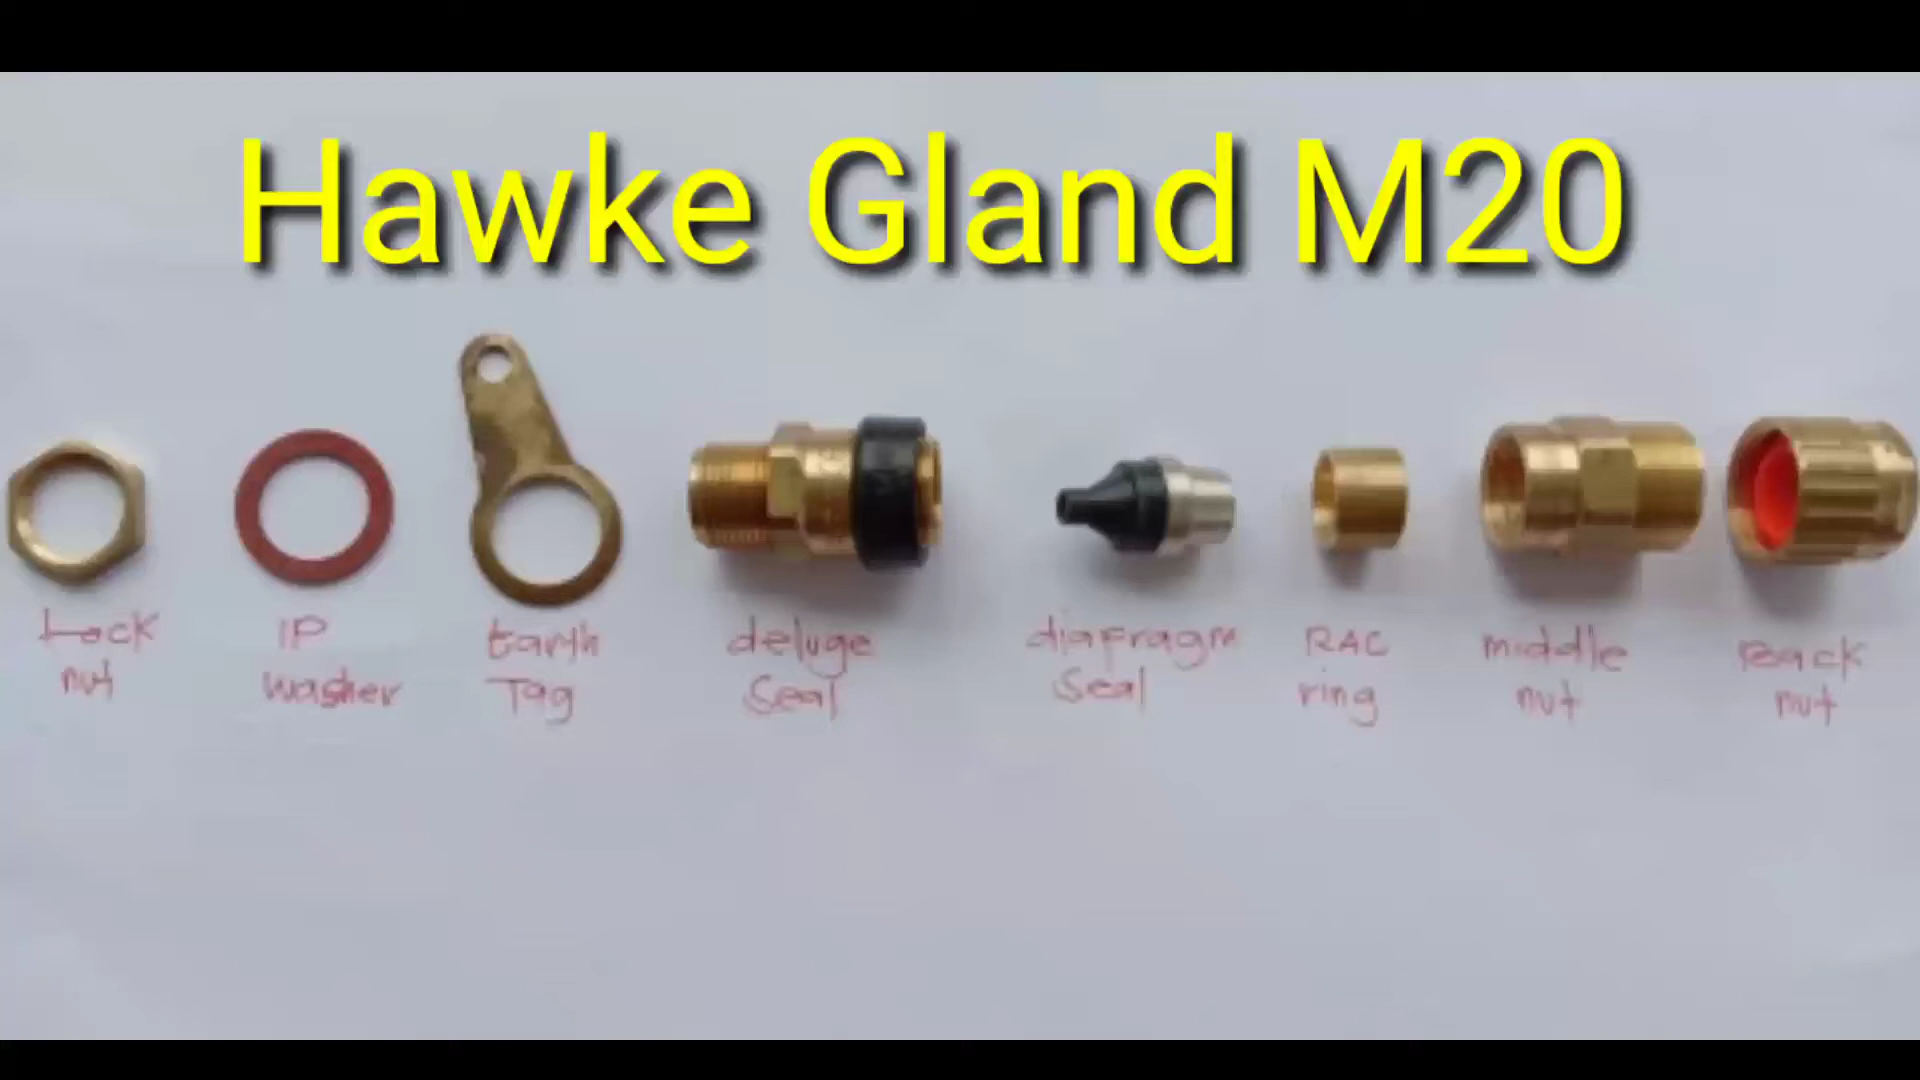 Hawke Gland M20
Lock
nut
IP
washer
Earth
Tag
deluge
Seal
diafragm
Seal
RAC
ring
middle
nut
Back
nut